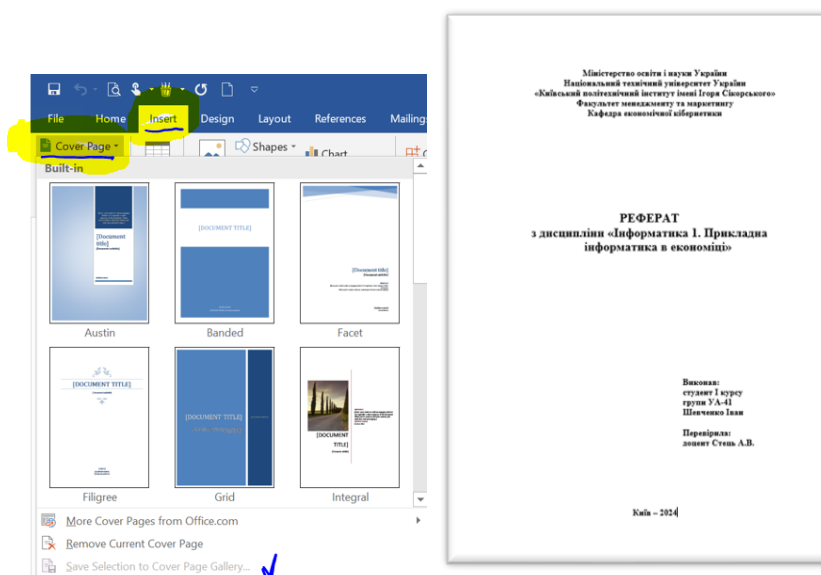 File Home Insert Design Layout References Mailing
Cover Page
Shapes
Chart
Built-in
[Document title]
[DOCUMENT TITLE]
[Document title]
Austin Banded Facet
[DOCUMENT TITLE]
[DOCUMENT TITLE]
[DOCUMENT TITLE]
Filigree Grid Integral
More Cover Pages from Office.com
Remove Current Cover Page
Save Selection to Cover Page Gallery...
Міністерство освіти і науки України
Національний технічний університет України
«Київський політехнічний інститут імені Ігоря Сікорського»
Факультет менеджменту та маркетингу
Кафедра економічної кібернетики
РЕФЕРАТ
з дисципліни «Інформатика 1. Прикладна
інформатика в економіці»
Виконав:
студент І курсу
групи УА-41
Шевченко Іван
Перевірила:
доцент Стець А.В.
Київ – 2024